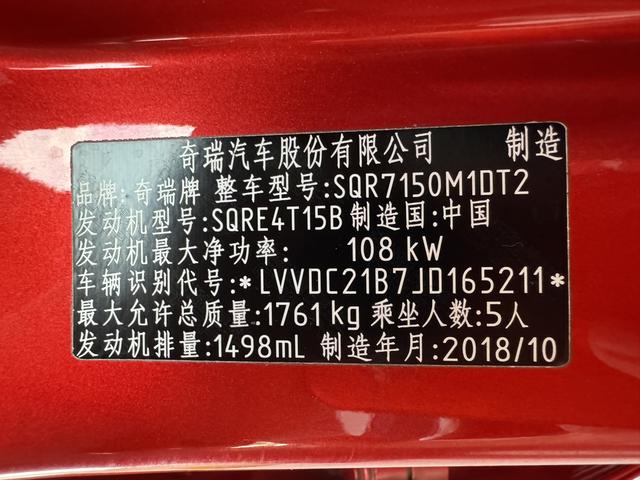 奇瑞汽车股份有限公司 制造
品牌:奇瑞牌 整车型号:SQR7150M1DT2
发动机型号:SQRE4T15B 制造国:中国
发动机最大净功率: 108 kW
车辆识别代号:*LVVDC21B7JD165211*
最大允许总质量:1761kg 乘坐人数:5人
发动机排量:1498mL 制造年月:2018/10